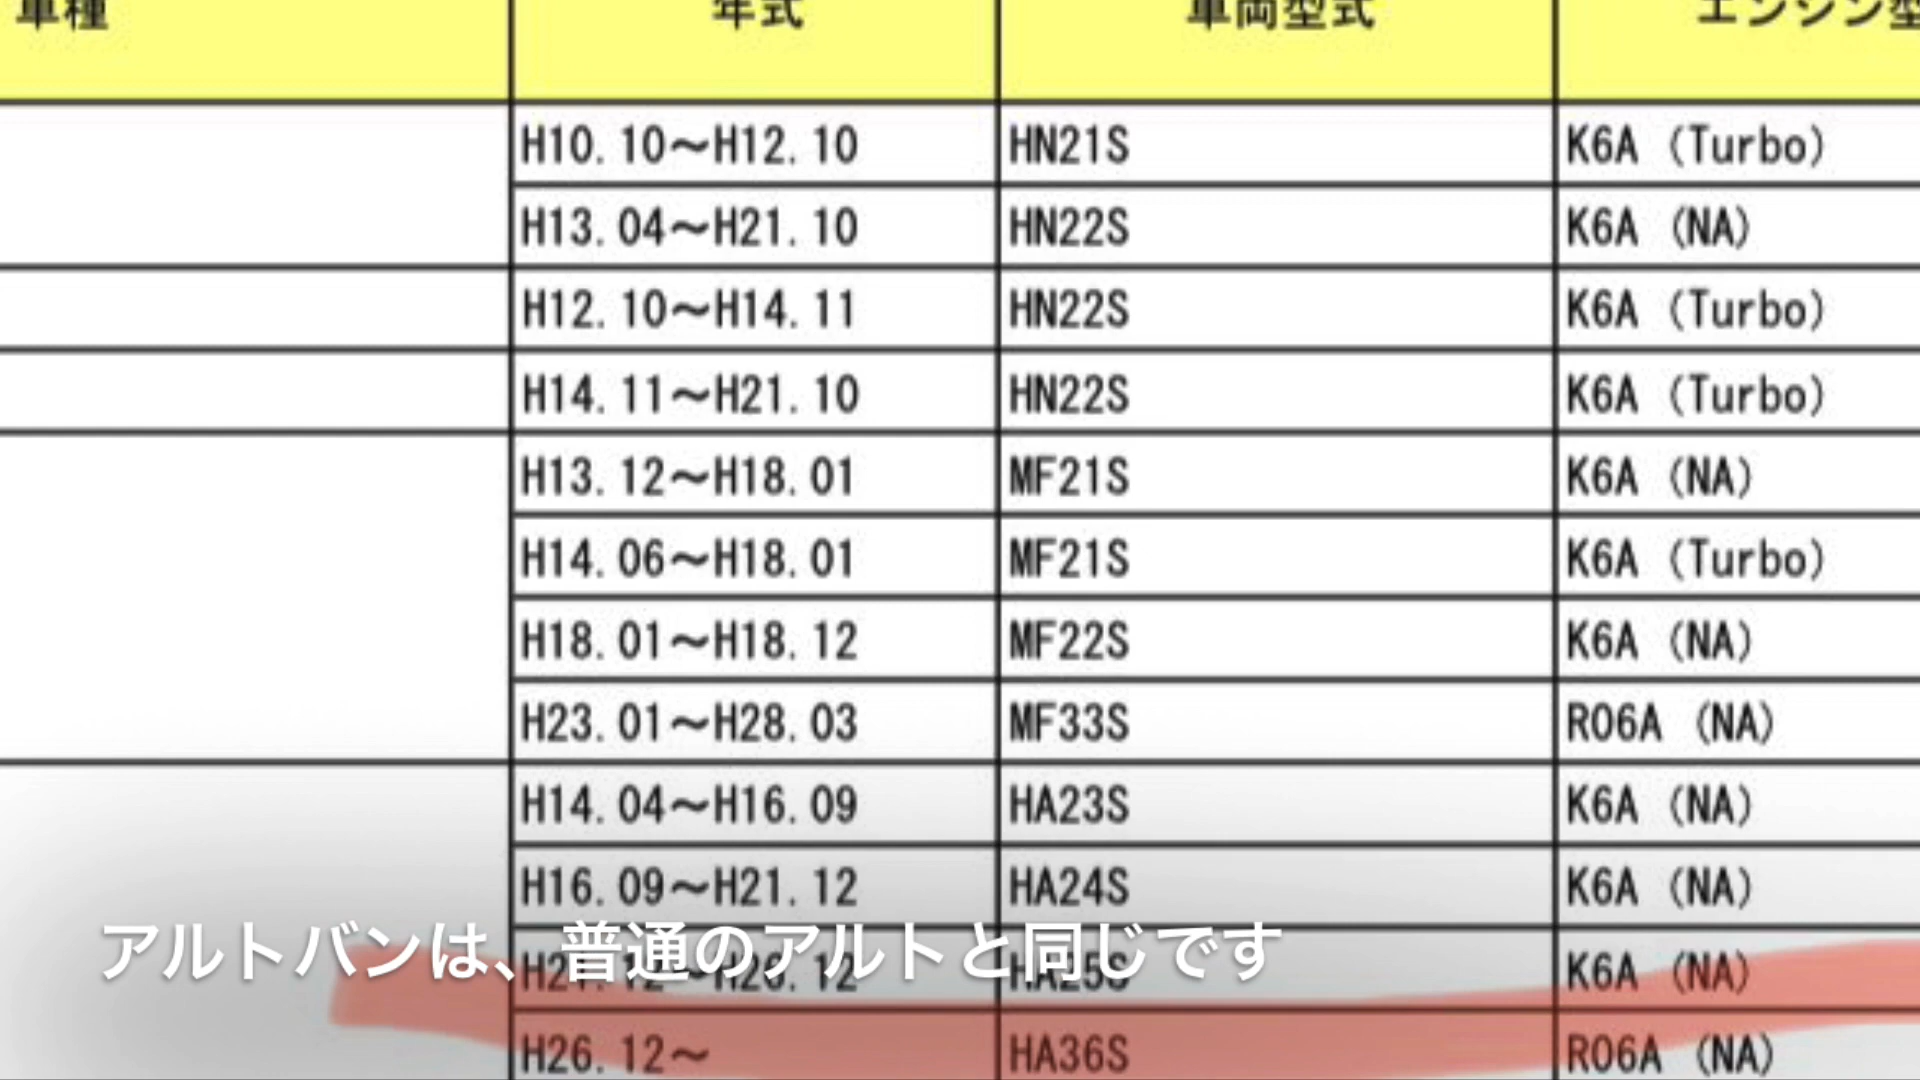 車種 年式 車両型式 エンジン型
H10.10～H12.10 HN21S K6A (Turbo)
H13.04～H21.10 HN22S K6A (NA)
H12.10～H14.11 HN22S K6A (Turbo)
H14.11～H21.10 HN22S K6A (Turbo)
H13.12～H18.01 MF21S K6A (NA)
H14.06～H18.01 MF21S K6A (Turbo)
H18.01～H18.12 MF22S K6A (NA)
H23.01～H28.03 MF33S R06A (NA)
H14.04～H16.09 HA23S K6A (NA)
H16.09～H21.12 HA24S K6A (NA)
アルトバンは、普通のアルトと同じです
H21.12～H26.12 HA25S K6A (NA)
H26.12～ HA36S R06A (NA)